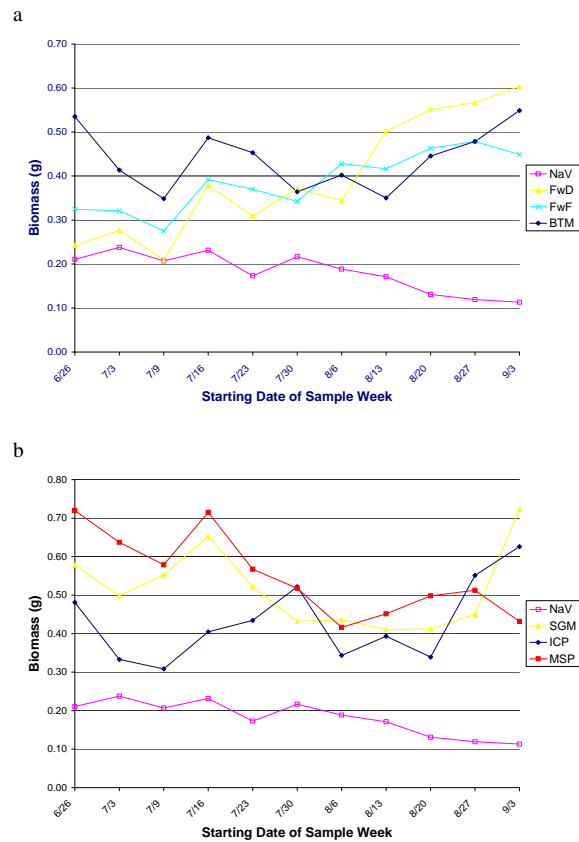 a
0.70
0.60
0.50
0.40
0.30
0.20
0.10
0.00
Biomass (g)
6/26 7/3 7/9 7/16 7/23 7/30 8/6 8/13 8/20 8/27 9/3
Starting Date of Sample Week
NaV
FwD
FwF
BTM
b
0.80
0.70
0.60
0.50
0.40
0.30
0.20
0.10
0.00
Biomass (g)
6/26 7/3 7/9 7/16 7/23 7/30 8/6 8/13 8/20 8/27 9/3
Starting Date of Sample Week
NaV
SGM
ICP
MSP